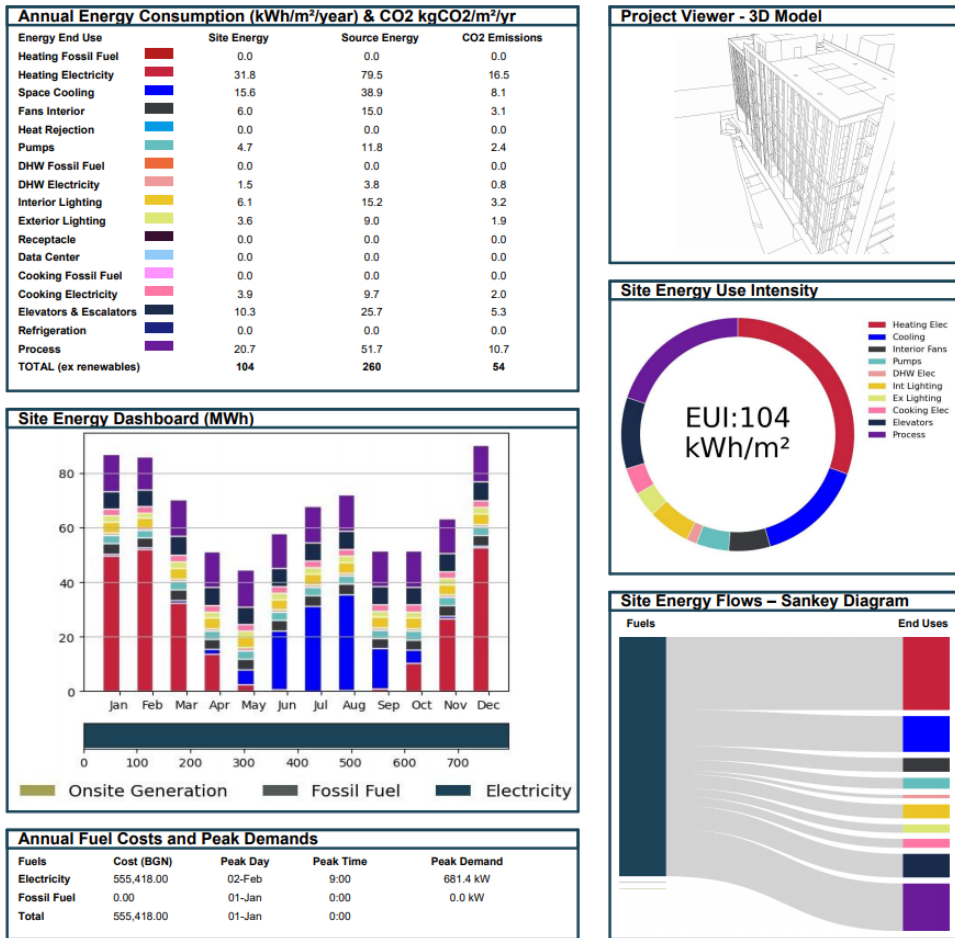 Annual Energy Consumption (kWh/m²/year) & CO2 kgCO2/m²/yr
Energy End Use Site Energy Source Energy CO2 Emissions
Heating Fossil Fuel 0.0 0.0 0.0
Heating Electricity 31.8 79.5 16.5
Space Cooling 15.6 38.9 8.1
Fans Interior 6.0 15.0 3.1
Heat Rejection 0.0 0.0 0.0
Pumps 4.7 11.8 2.4
DHW Fossil Fuel 0.0 0.0 0.0
DHW Electricity 1.5 3.8 0.8
Interior Lighting 6.1 15.2 3.2
Exterior Lighting 3.6 9.0 1.9
Receptacle 0.0 0.0 0.0
Data Center 0.0 0.0 0.0
Cooking Fossil Fuel 0.0 0.0 0.0
Cooking Electricity 3.9 9.7 2.0
Elevators & Escalators 10.3 25.7 5.3
Refrigeration 0.0 0.0 0.0
Process 20.7 51.7 10.7
TOTAL (ex renewables) 104 260 54
Project Viewer - 3D Model
Site Energy Use Intensity
EUI:104
kWh/m²
Heating Elec
Cooling
Interior Fans
Pumps
DHW Elec
Int Lighting
Ex Lighting
Cooking Elec
Elevators
Process
Site Energy Dashboard (MWh)
80
60
40
20
0
Jan Feb Mar Apr May Jun Jul Aug Sep Oct Nov Dec
0 100 200 300 400 500 600 700
Onsite Generation Fossil Fuel Electricity
Site Energy Flows – Sankey Diagram
Fuels End Uses
Annual Fuel Costs and Peak Demands
Fuels Cost (BGN) Peak Day Peak Time Peak Demand
Electricity 555,418.00 02-Feb 9:00 681.4 kW
Fossil Fuel 0.00 01-Jan 0:00 0.0 kW
Total 555,418.00 01-Jan 0:00